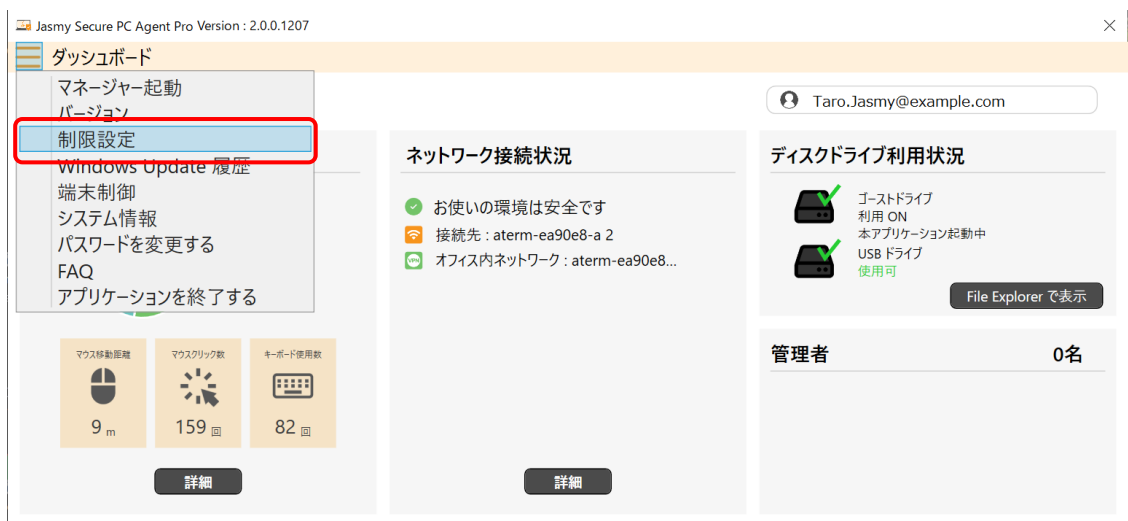 Jasmy Secure PC Agent Pro Version : 2.0.0.1207
ダッシュボード
マネージャー起動
バージョン
制限設定
Windows Update 履歴
端末制御
システム情報
パスワードを変更する
FAQ
アプリケーションを終了する
Taro.Jasmy@example.com
マウス移動距離
9 m
マウスクリック数
159 回
キーボード使用数
82 回
詳細
ネットワーク接続状況
お使いの環境は安全です
接続先 : aterm-ea90e8-a 2
VPN
オフィス内ネットワーク : aterm-ea90e8...
詳細
ディスクドライブ利用状況
ゴーストドライブ
利用 ON
本アプリケーション起動中
USB ドライブ
使用可
File Explorer で表示
管理者
0名